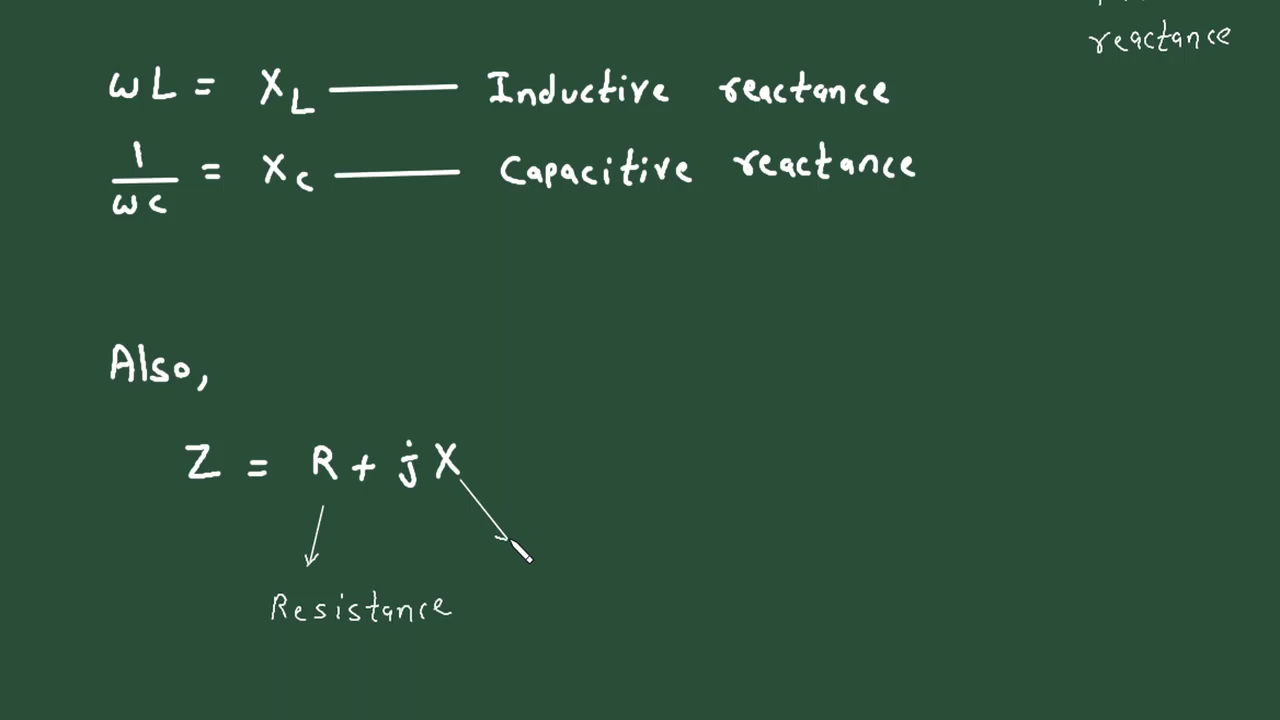 reactance
ωL = X_L —— Inductive reactance
1/ωc = X_c —— Capacitive reactance
Also,
Z = R + jX
Resistance